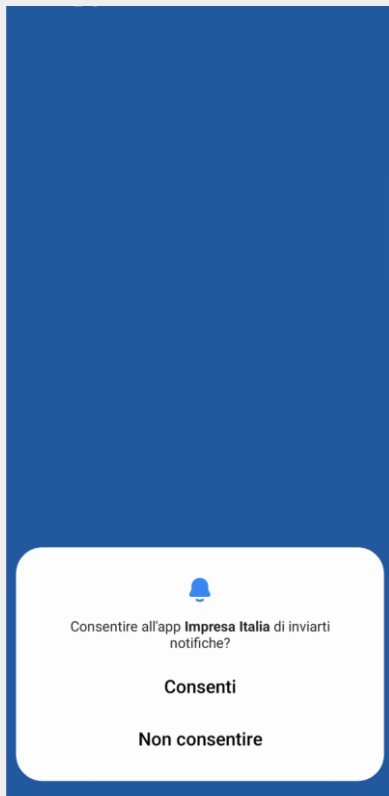 Consentire all'app Impresa Italia di inviarti
notifiche?
Consenti
Non consentire